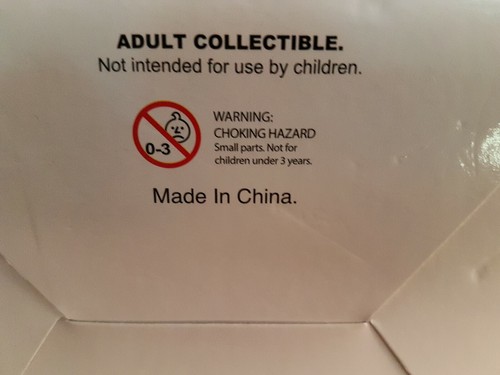 ADULT COLLECTIBLE.
Not intended for use by children.
0-3
WARNING:
CHOKING HAZARD
Small parts. Not for
children under 3 years.
Made In China.